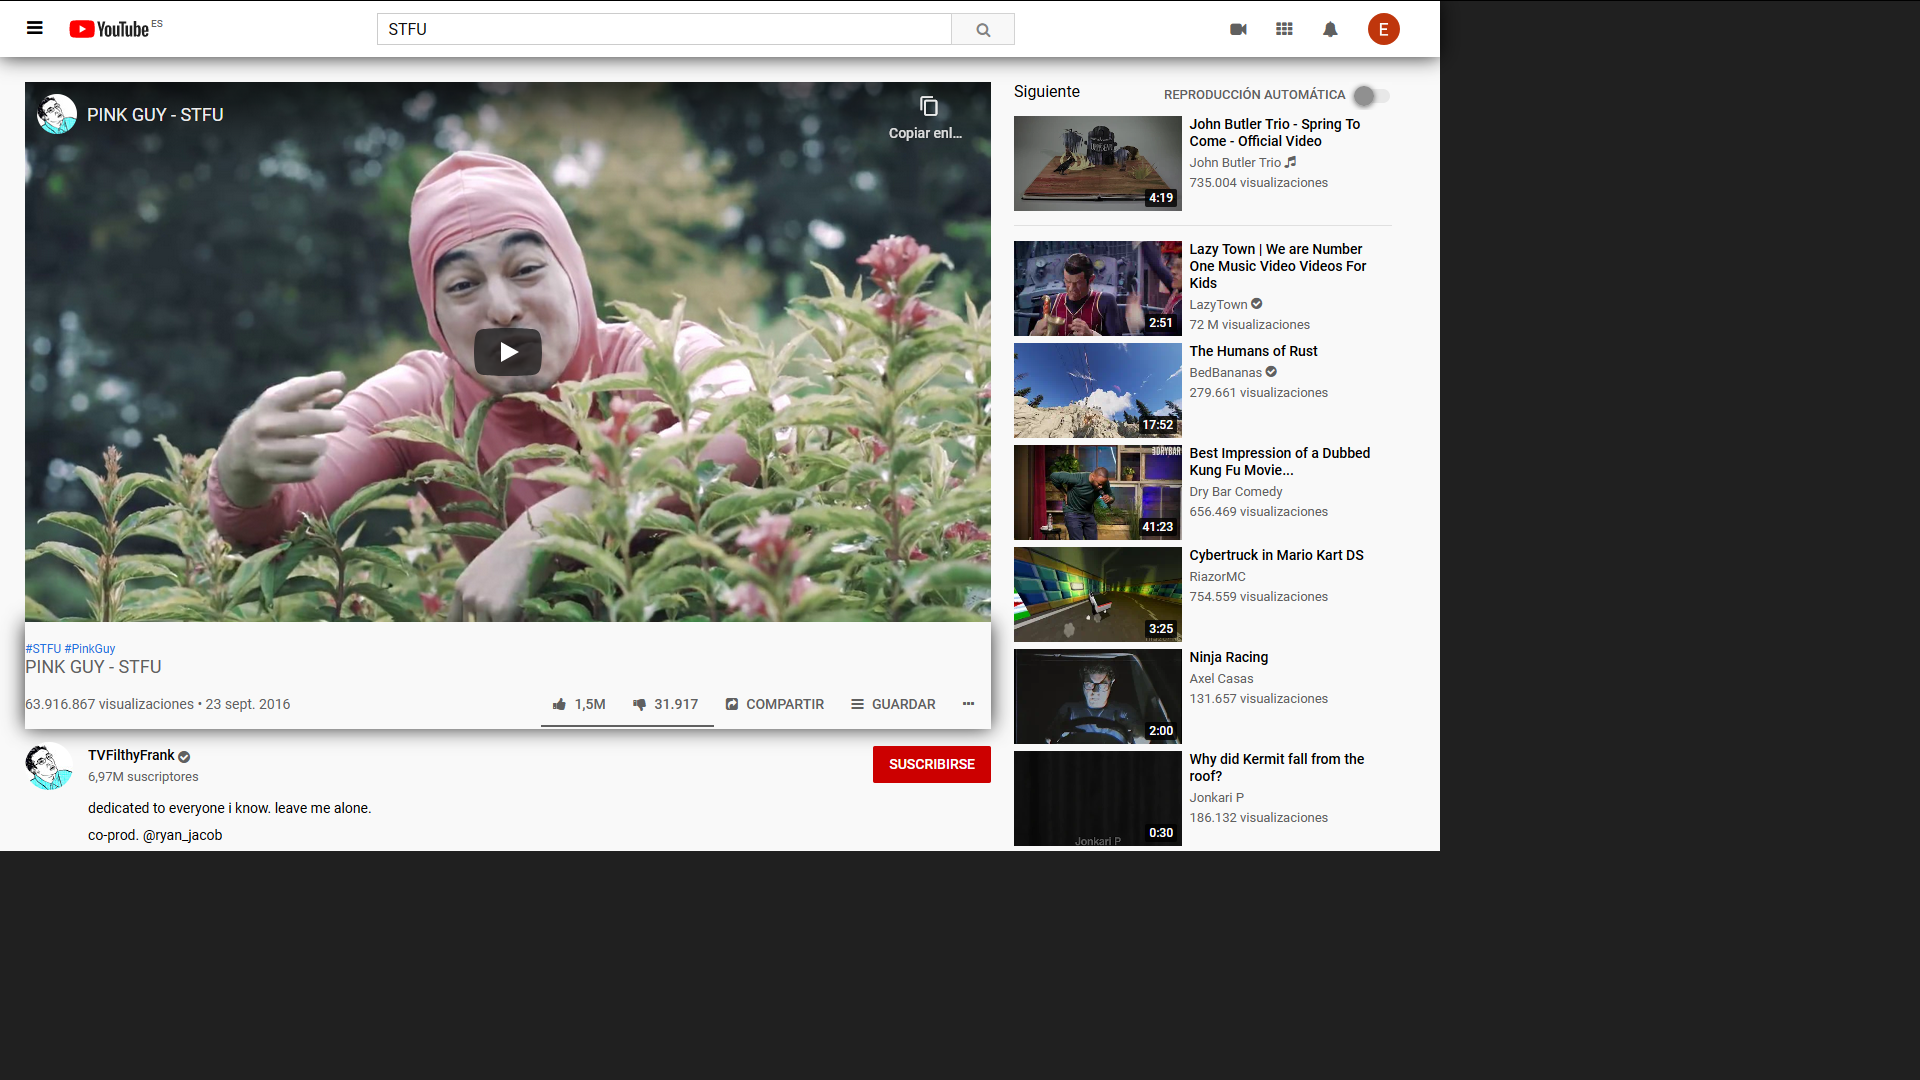 YouTube ES
STFU
E
PINK GUY - STFU
Copiar enl...
#STFU #PinkGuy
PINK GUY - STFU
63.916.867 visualizaciones • 23 sept. 2016
1,5M
31.917
COMPARTIR
GUARDAR
TVFilthyFrank
6,97M suscriptores
SUSCRIBIRSE
dedicated to everyone i know. leave me alone.
co-prod. @ryan_jacob
Siguiente
REPRODUCCIÓN AUTOMÁTICA
4:19
John Butler Trio - Spring To
Come - Official Video
John Butler Trio
735.004 visualizaciones
2:51
Lazy Town | We are Number
One Music Video Videos For
Kids
LazyTown
72 M visualizaciones
17:52
The Humans of Rust
BedBananas
279.661 visualizaciones
DRYBAR
41:23
Best Impression of a Dubbed
Kung Fu Movie...
Dry Bar Comedy
656.469 visualizaciones
3:25
Cybertruck in Mario Kart DS
RiazorMC
754.559 visualizaciones
2:00
Ninja Racing
Axel Casas
131.657 visualizaciones
Jonkari P
0:30
Why did Kermit fall from the
roof?
Jonkari P
186.132 visualizaciones